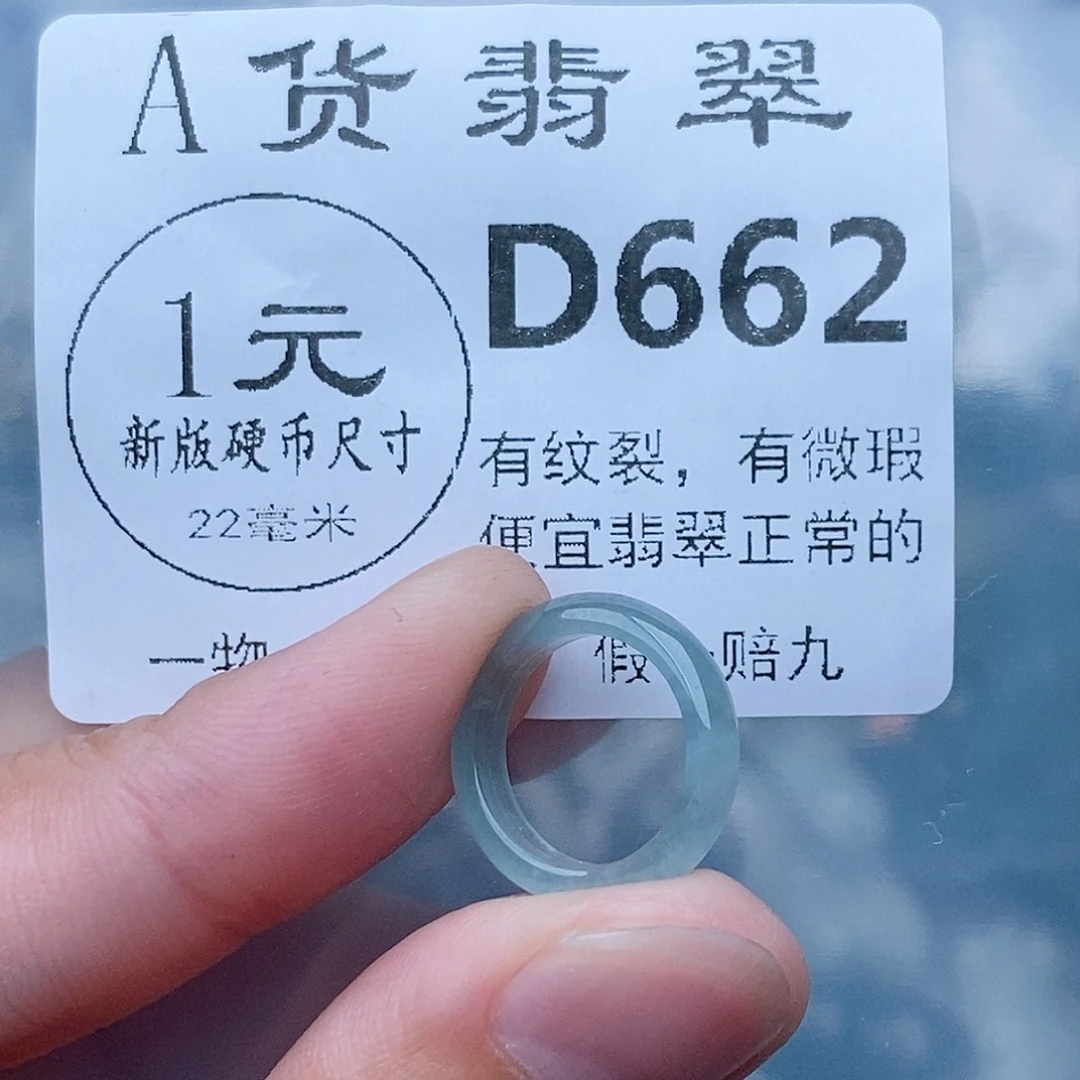 A货翡翠
D662
1元
新版硬币尺寸
22毫米
有纹裂，有微瑕
便宜翡翠正常的
一物
假 赔九